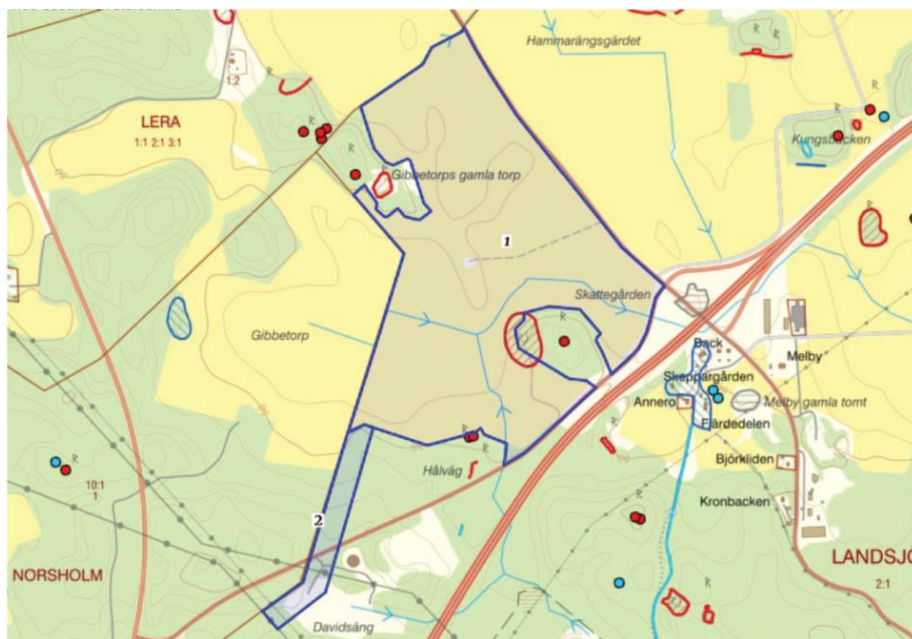 Hammarängsgärdet
1:2
LERA
1:1 2:1 3:1
R
R
R
R
R
R
Kungsbacken
R
Gibbetorps gamla torp
R
R
1
Skattegården
R
Gibbetorp
Back
Melby
Skeppargården
Annero
Melby gamla tomt
Fjärdedelen
R
R
R
Hålväg
R
Björkliden
10:1
1
R
Kronbacken
2
NORSHOLM
LANDSJÖ
2:1
R
R
Davidsäng